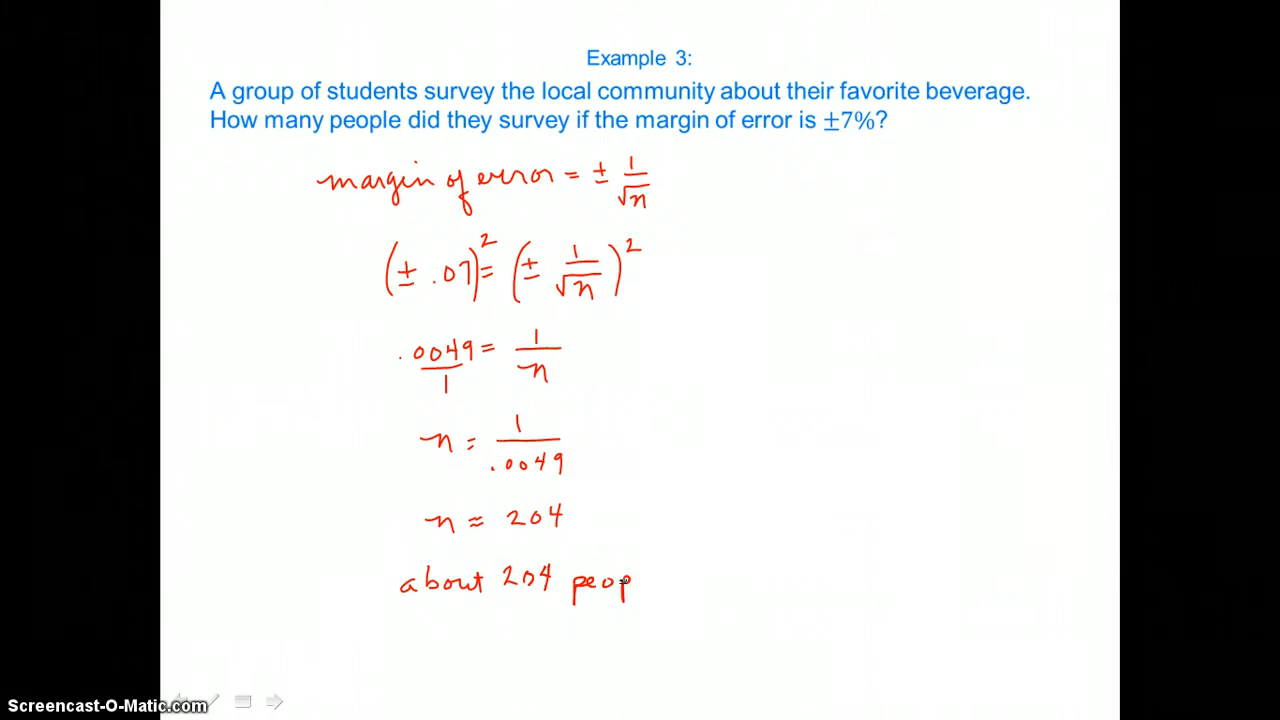 Example 3:
A group of students survey the local community about their favorite beverage.
How many people did they survey if the margin of error is ±7%?
margin of error = ± 1/√n
(± .07)² = (± 1/√n)²
.0049/1 = 1/n
n = 1/.0049
n ≈ 204
about 204 peop
Screencast-O-Matic.com